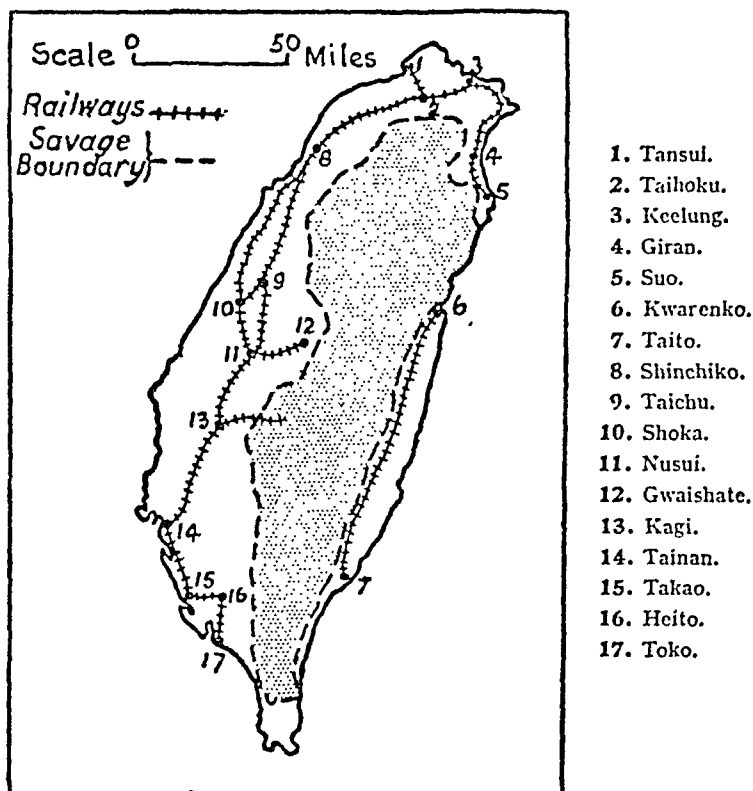 Scale 0 50 Miles
Railways
Savage
Boundary
1
2
3
4
5
6
7
8
9
10
11
12
13
14
15
16
17
1. Tansui.
2. Taihoku.
3. Keelung.
4. Giran.
5. Suo.
6. Kwarenko.
7. Taito.
8. Shinchiko.
9. Taichu.
10. Shoka.
11. Nusui.
12. Gwaishate.
13. Kagi.
14. Tainan.
15. Takao.
16. Heito.
17. Toko.